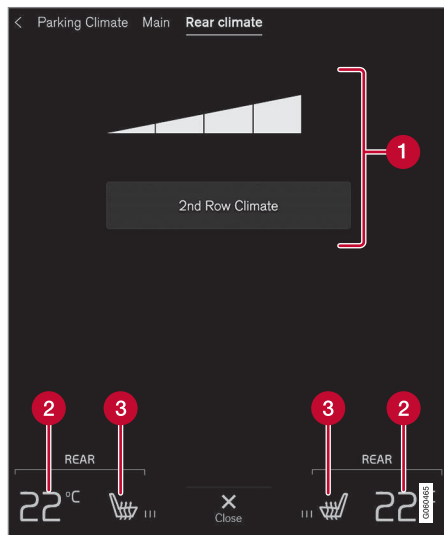 Parking Climate Main Rear climate
1
2nd Row Climate
2 3 3 2
REAR REAR
22 °C 22
Close
G060465